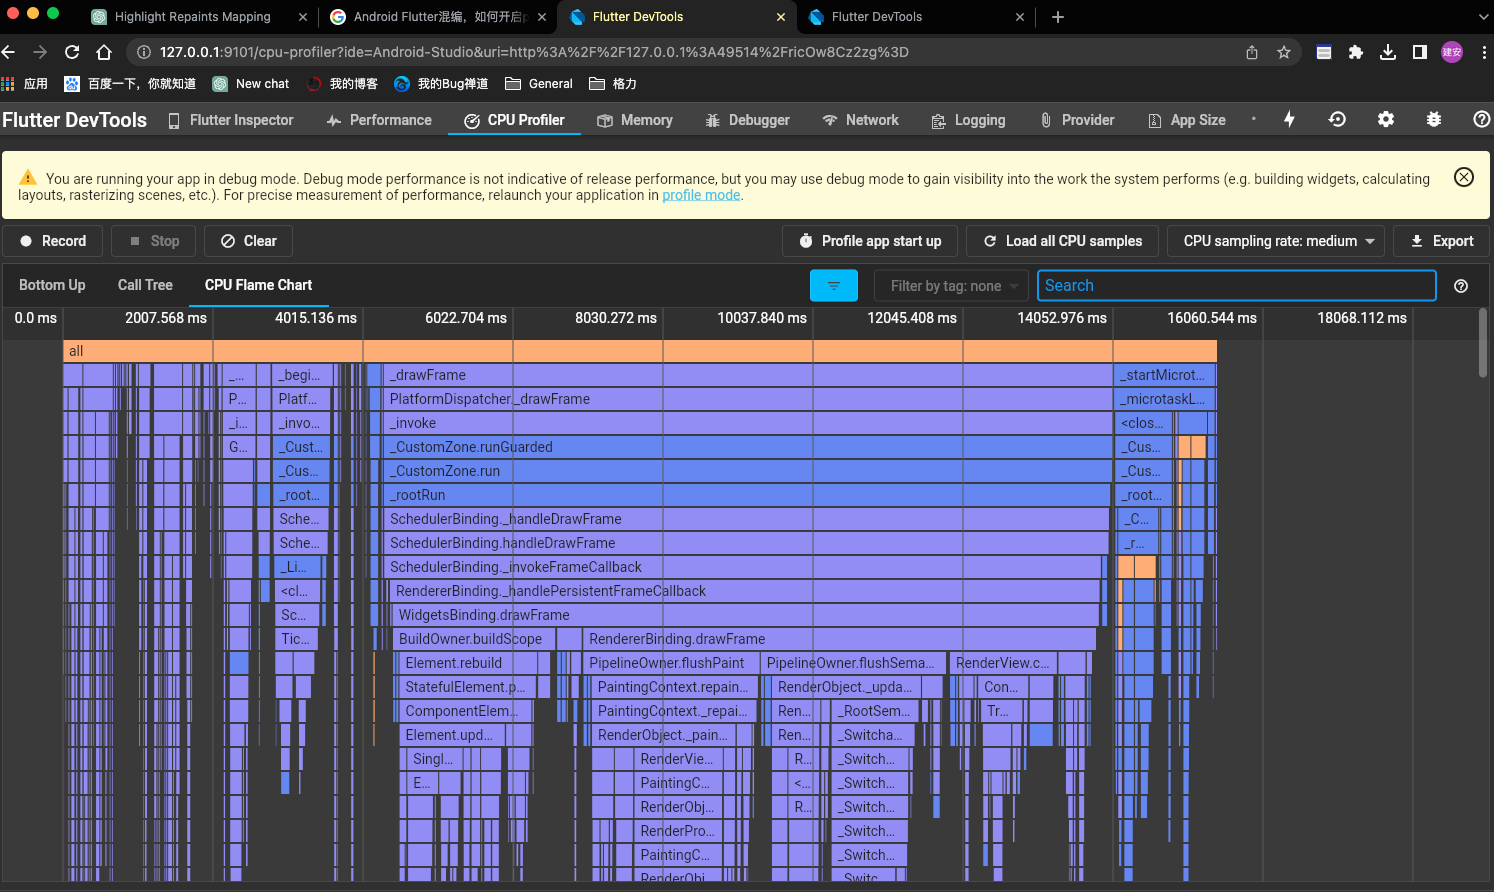 Highlight Repaints Mapping
Android Flutter混编，如何开启p
Flutter DevTools
Flutter DevTools
127.0.0.1:9101/cpu-profiler?ide=Android-Studio&uri=http%3A%2F%2F127.0.0.1%3A49514%2FricOw8Cz2zg%3D
建安
应用
百度一下，你就知道
New chat
我的博客
我的Bug禅道
General
格力
Flutter DevTools
Flutter Inspector
Performance
CPU Profiler
Memory
Debugger
Network
Logging
Provider
App Size
You are running your app in debug mode. Debug mode performance is not indicative of release performance, but you may use debug mode to gain visibility into the work the system performs (e.g. building widgets, calculating
layouts, rasterizing scenes, etc.). For precise measurement of performance, relaunch your application in profile mode.
Record
Stop
Clear
Profile app start up
Load all CPU samples
CPU sampling rate: medium
Export
Bottom Up
Call Tree
CPU Flame Chart
Filter by tag: none
Search
0.0 ms 2007.568 ms 4015.136 ms 6022.704 ms 8030.272 ms 10037.840 ms 12045.408 ms 14052.976 ms 16060.544 ms 18068.112 ms
all
_... _begi... _drawFrame _startMicrot...
P... Platf... PlatformDispatcher._drawFrame _microtaskL...
_i... _invo... _invoke <clos...
G... _Cust... _CustomZone.runGuarded _Cus...
_Cus... _CustomZone.run _Cus...
_root... _rootRun _root...
Sche... SchedulerBinding._handleDrawFrame _C...
Sche... SchedulerBinding.handleDrawFrame _r...
_Li... SchedulerBinding._invokeFrameCallback
<cl... RendererBinding._handlePersistentFrameCallback
Sc... WidgetsBinding.drawFrame
Tic... BuildOwner.buildScope RendererBinding.drawFrame
Element.rebuild PipelineOwner.flushPaint PipelineOwner.flushSema... RenderView.c...
StatefulElement.p... PaintingContext.repain... RenderObject._upda... Con...
ComponentElem... PaintingContext._repai... Ren... _RootSem... Tr...
Element.upd... RenderObject._pain... Ren... _Switcha...
Singl... RenderVie... R... _Switch...
E... PaintingC... <... _Switch...
RenderObj... R... _Switch...
RenderPro... _Switch...
PaintingC... _Switch...
RenderObj... _Switc...